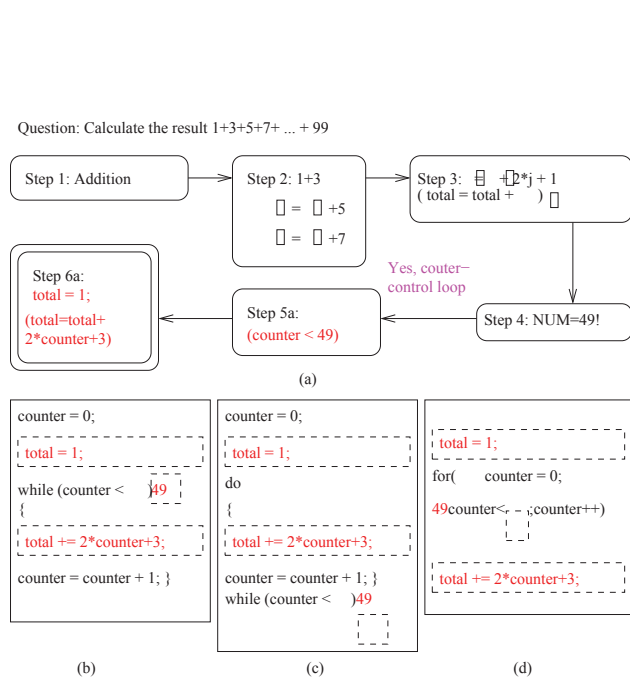 Question: Calculate the result 1+3+5+7+ ... + 99
Step 1: Addition
Step 2: 1+3
▯ = ▯ +5
▯ = ▯ +7
Step 3: ▯= +▯2*j + 1
( total = total + ) ▯
Step 4: NUM=49!
Yes, couter−
control loop
Step 5a:
(counter < 49)
Step 6a:
total = 1;
(total=total+
2*counter+3)
(a)
counter = 0;
total = 1;
while (counter < )49
{
total += 2*counter+3;
counter = counter + 1; }
(b)
counter = 0;
total = 1;
do
{
total += 2*counter+3;
counter = counter + 1; }
while (counter < )49
(c)
total = 1;
for( counter = 0;
49counter< ;counter++)
total += 2*counter+3;
(d)